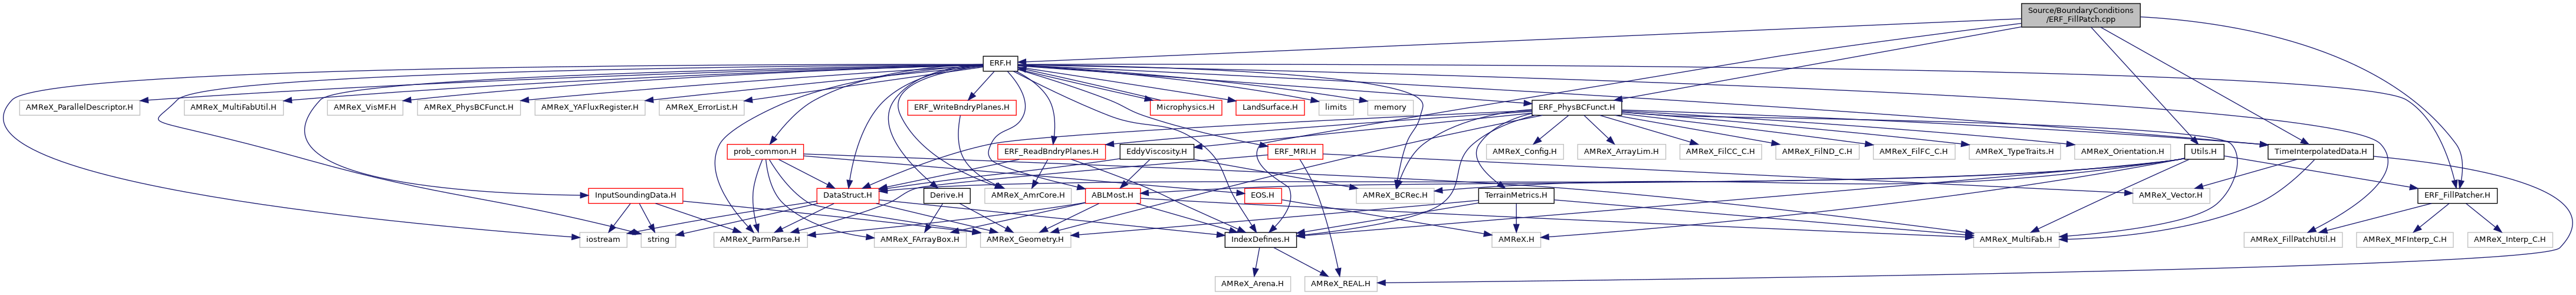 Source/BoundaryConditions
/ERF_FillPatch.cpp
ERF.H
AMReX_ParallelDescriptor.H
AMReX_MultiFabUtil.H
AMReX_VisMF.H
AMReX_PhysBCFunct.H
AMReX_YAFluxRegister.H
AMReX_ErrorList.H
ERF_WriteBndryPlanes.H
Microphysics.H
LandSurface.H
limits
memory
ERF_PhysBCFunct.H
prob_common.H
ERF_ReadBndryPlanes.H
EddyViscosity.H
ERF_MRI.H
AMReX_Config.H
AMReX_ArrayLim.H
AMReX_FilCC_C.H
AMReX_FilND_C.H
AMReX_FilFC_C.H
AMReX_TypeTraits.H
AMReX_Orientation.H
Utils.H
TimeInterpolatedData.H
InputSoundingData.H
DataStruct.H
Derive.H
AMReX_AmrCore.H
ABLMost.H
EOS.H
AMReX_BCRec.H
TerrainMetrics.H
AMReX_Vector.H
ERF_FillPatcher.H
iostream
string
AMReX_ParmParse.H
AMReX_FArrayBox.H
AMReX_Geometry.H
IndexDefines.H
AMReX.H
AMReX_MultiFab.H
AMReX_FillPatchUtil.H
AMReX_MFInterp_C.H
AMReX_Interp_C.H
AMReX_Arena.H
AMReX_REAL.H